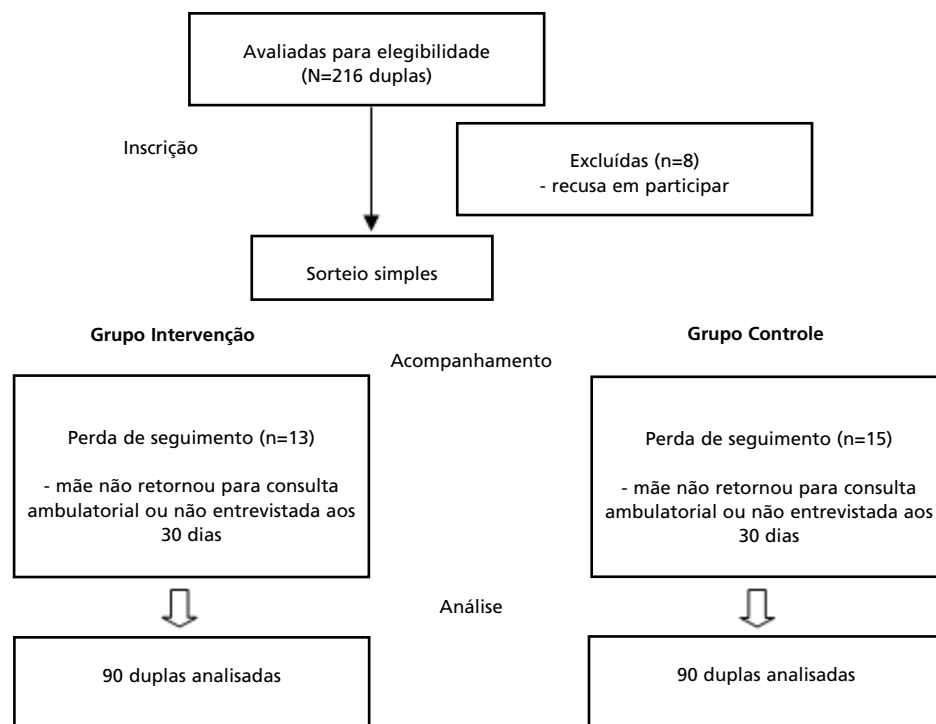 Avaliadas para elegibilidade
(N=216 duplas)
Inscrição
Excluídas (n=8)
- recusa em participar
Sorteio simples
Grupo Intervenção
Grupo Controle
Acompanhamento
Perda de seguimento (n=13)
- mãe não retornou para consulta
ambulatorial ou não entrevistada aos
30 dias
Perda de seguimento (n=15)
- mãe não retornou para consulta
ambulatorial ou não entrevistada aos
30 dias
Análise
90 duplas analisadas
90 duplas analisadas